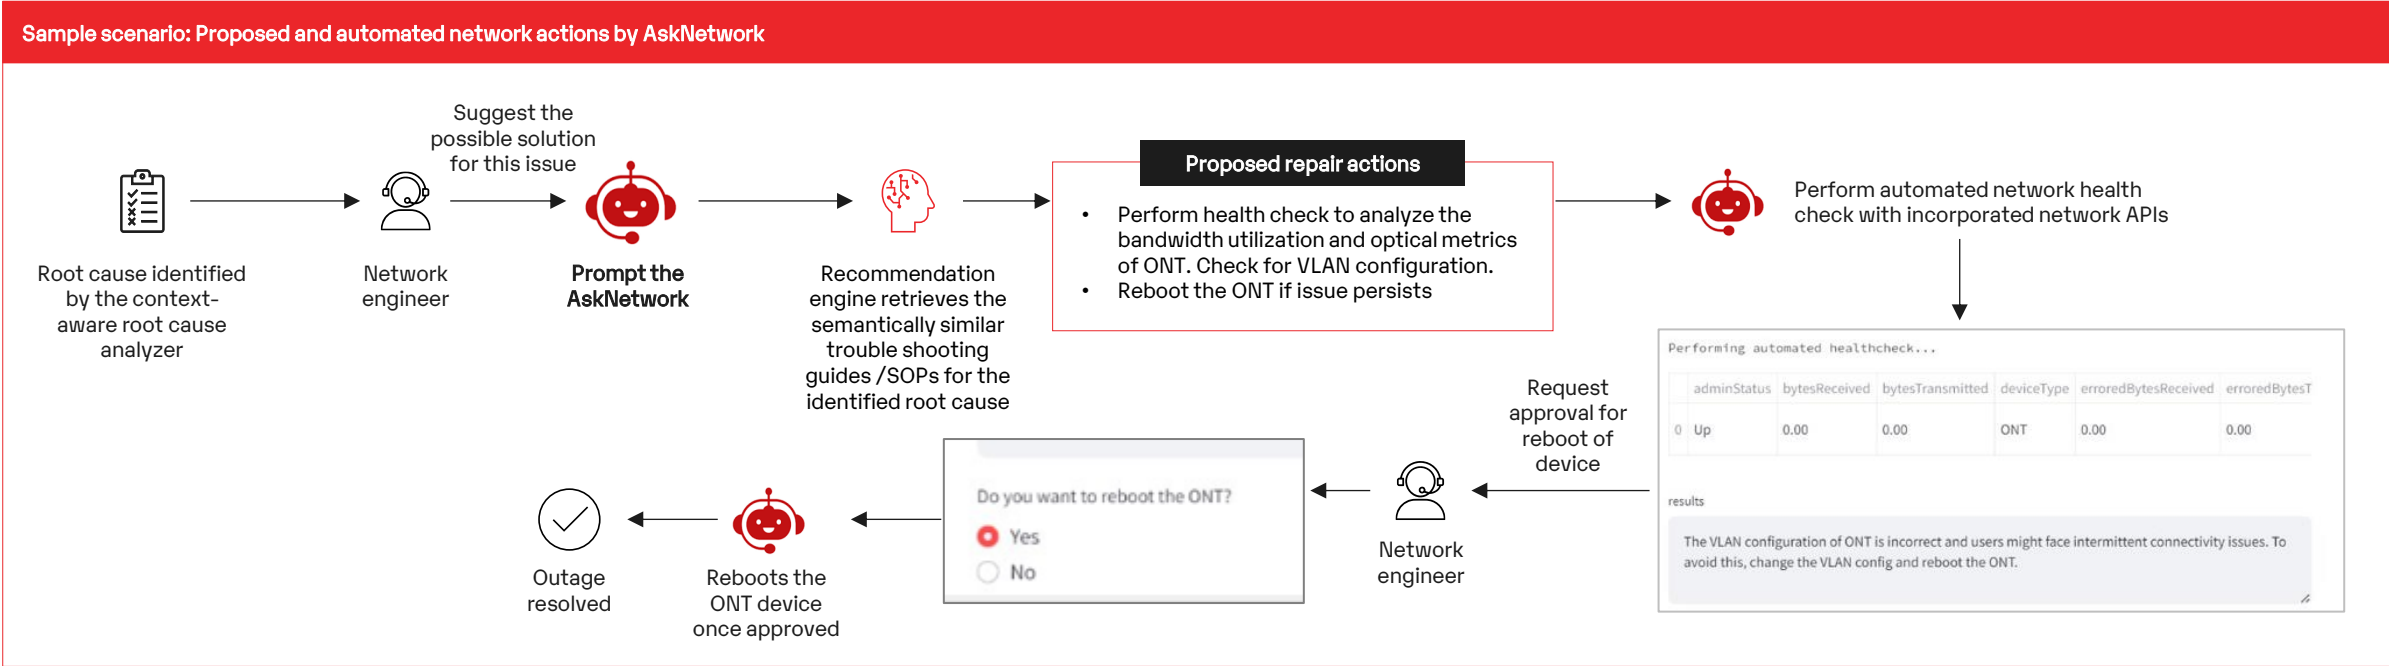 Sample scenario: Proposed and automated network actions by AskNetwork
Root cause identified
by the context-
aware root cause
analyzer
Network
engineer
Suggest the
possible solution
for this issue
Prompt the
AskNetwork
Recommendation
engine retrieves the
semantically similar
trouble shooting
guides /SOPs for the
identified root cause
Proposed repair actions
• Perform health check to analyze the
bandwidth utilization and optical metrics
of ONT. Check for VLAN configuration.
• Reboot the ONT if issue persists
Perform automated network health
check with incorporated network APIs
Performing automated healthcheck...
adminStatus bytesReceived bytesTransmitted deviceType erroredBytesReceived erroredBytesT
0 Up 0.00 0.00 ONT 0.00 0.00
results
The VLAN configuration of ONT is incorrect and users might face intermittent connectivity issues. To
avoid this, change the VLAN config and reboot the ONT.
Request
approval for
reboot of
device
Network
engineer
Do you want to reboot the ONT?
Yes
No
Reboots the
ONT device
once approved
Outage
resolved